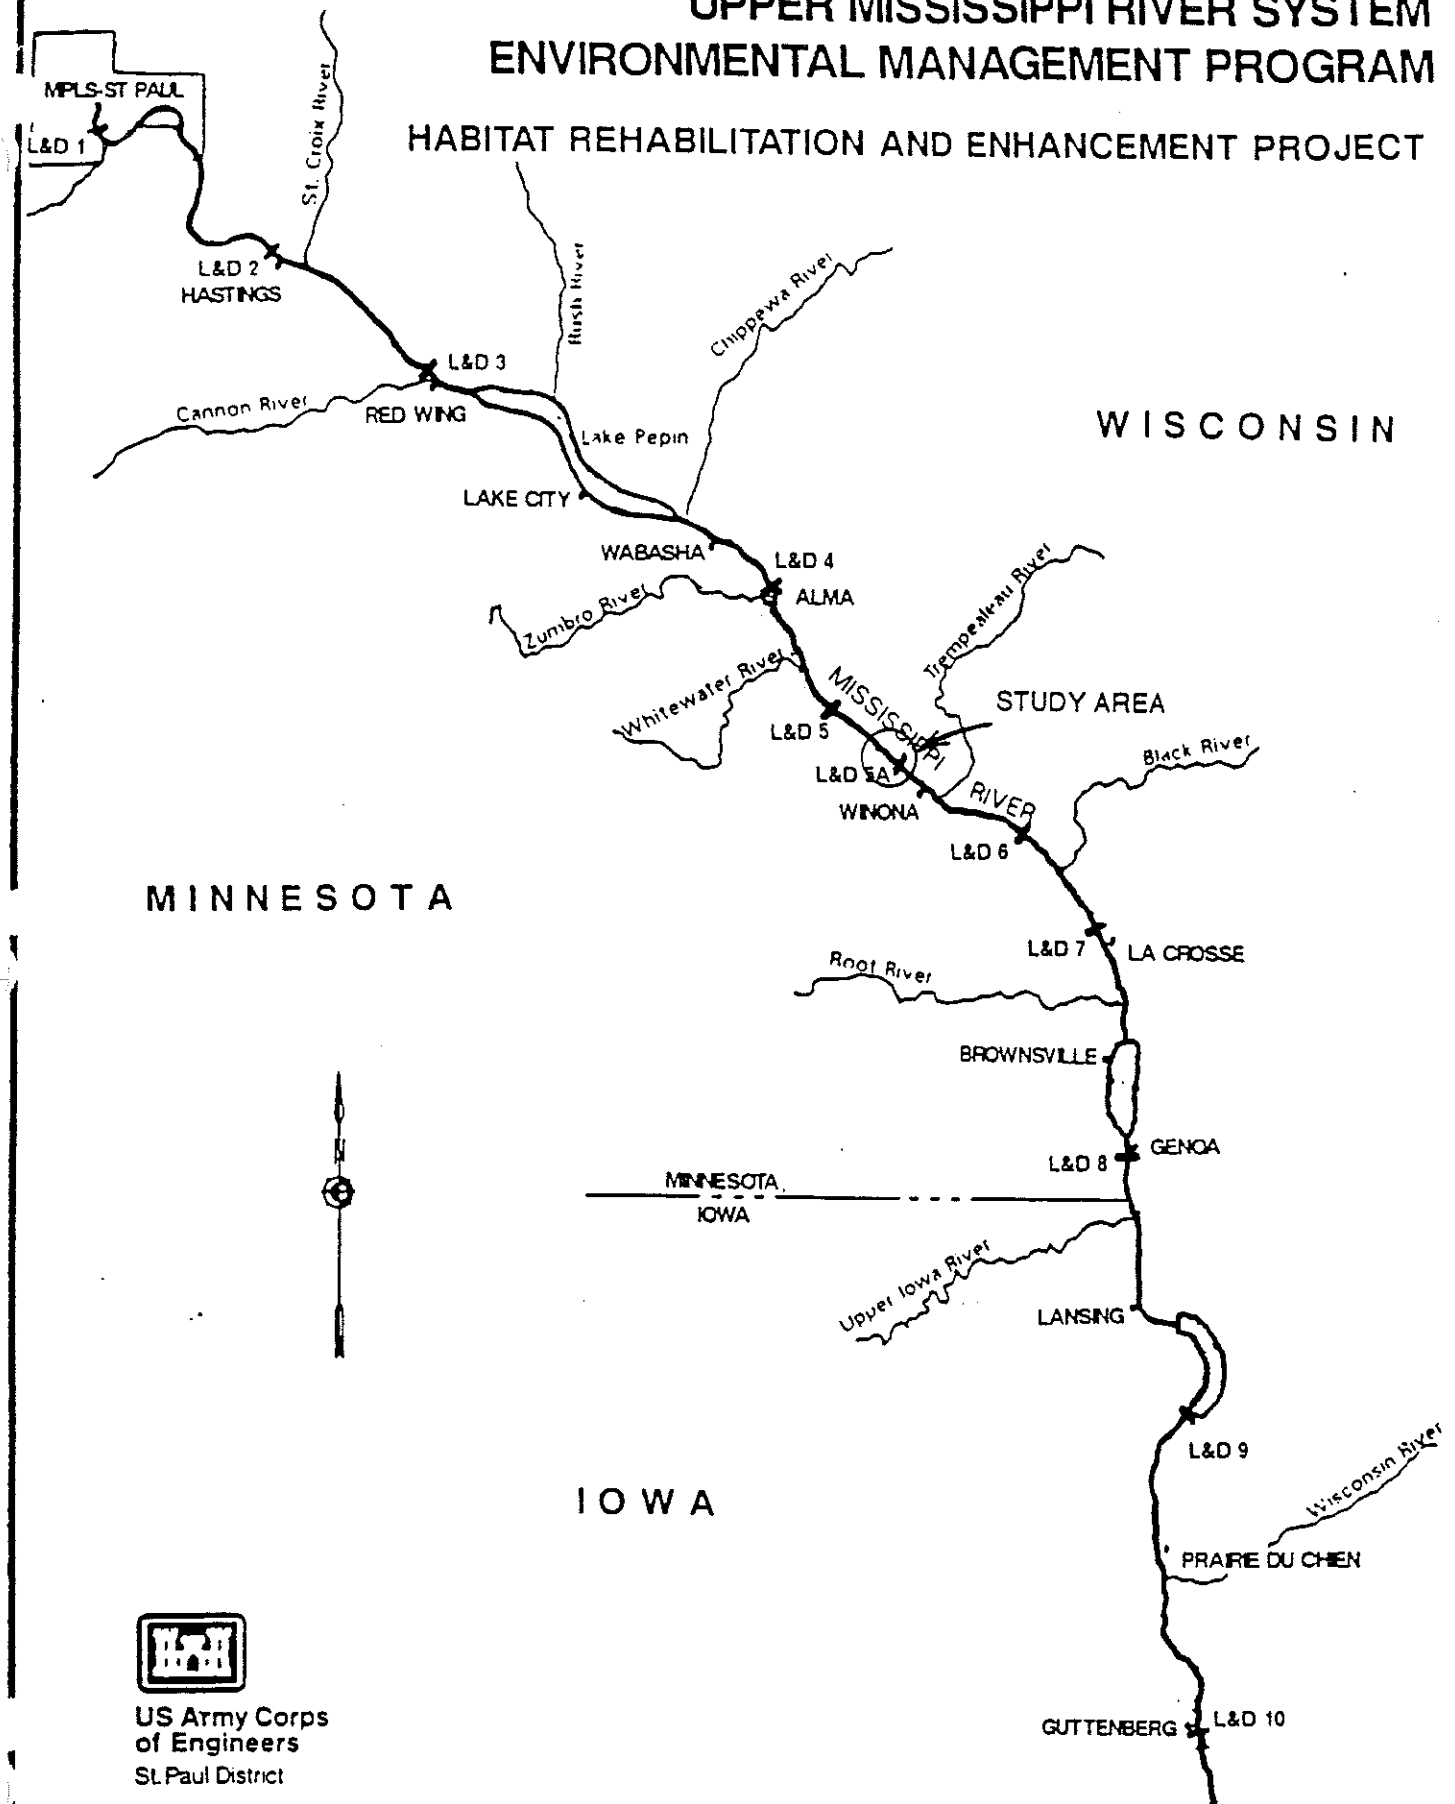 UPPER MISSISSIPPI RIVER SYSTEM
ENVIRONMENTAL MANAGEMENT PROGRAM
HABITAT REHABILITATION AND ENHANCEMENT PROJECT
MPLS-ST PAUL
L&D 1
St. Croix River
L&D 2
HASTINGS
Rush River
Chippewa River
L&D 3
Cannon River
RED WING
WISCONSIN
Lake Pepin
LAKE CITY
WABASHA
L&D 4
ALMA
Zumbro River
Trempealeau River
Whitewater River
MISSISSIPPI
RIVER
STUDY AREA
L&D 5
L&D 5A
WINONA
Black River
L&D 6
MINNESOTA
L&D 7
LA CROSSE
Root River
BROWNSVILLE
N
GENOA
L&D 8
MINNESOTA
IOWA
Upper Iowa River
LANSING
L&D 9
Wisconsin River
IOWA
PRAIRIE DU CHIEN
GUTTENBERG
L&D 10
US Army Corps
of Engineers
St. Paul District